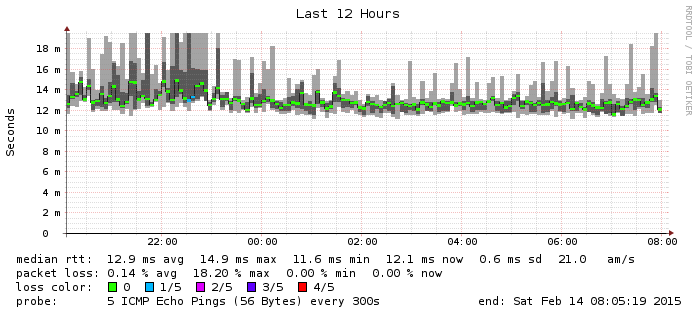 Last 12 Hours
RRDTOOL / TOBI OETIKER
Seconds
18 m
16 m
14 m
12 m
10 m
8 m
6 m
4 m
2 m
0
22:00 00:00 02:00 04:00 06:00 08:00
median rtt: 12.9 ms avg 14.9 ms max 11.6 ms min 12.1 ms now 0.6 ms sd 21.0 am/s
packet loss: 0.14 % avg 18.20 % max 0.00 % min 0.00 % now
loss color: 0 1/5 2/5 3/5 4/5
probe: 5 ICMP Echo Pings (56 Bytes) every 300s end: Sat Feb 14 08:05:19 2015